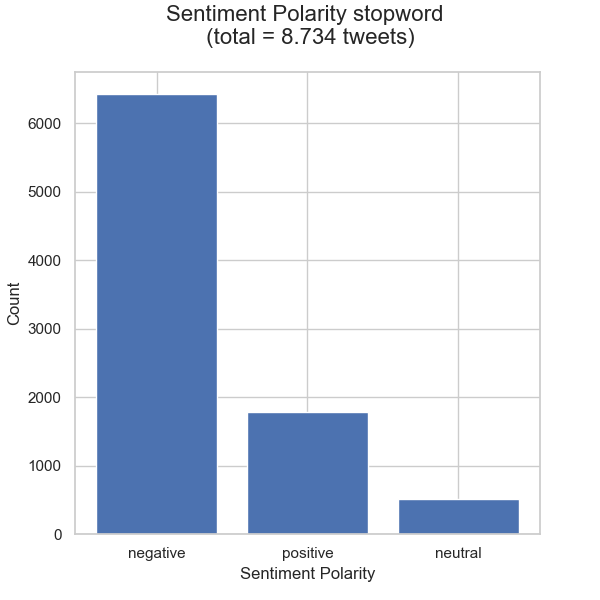 Sentiment Polarity stopword
(total = 8.734 tweets)
6000
5000
4000
3000
2000
1000
0
Count
negative
positive
neutral
Sentiment Polarity